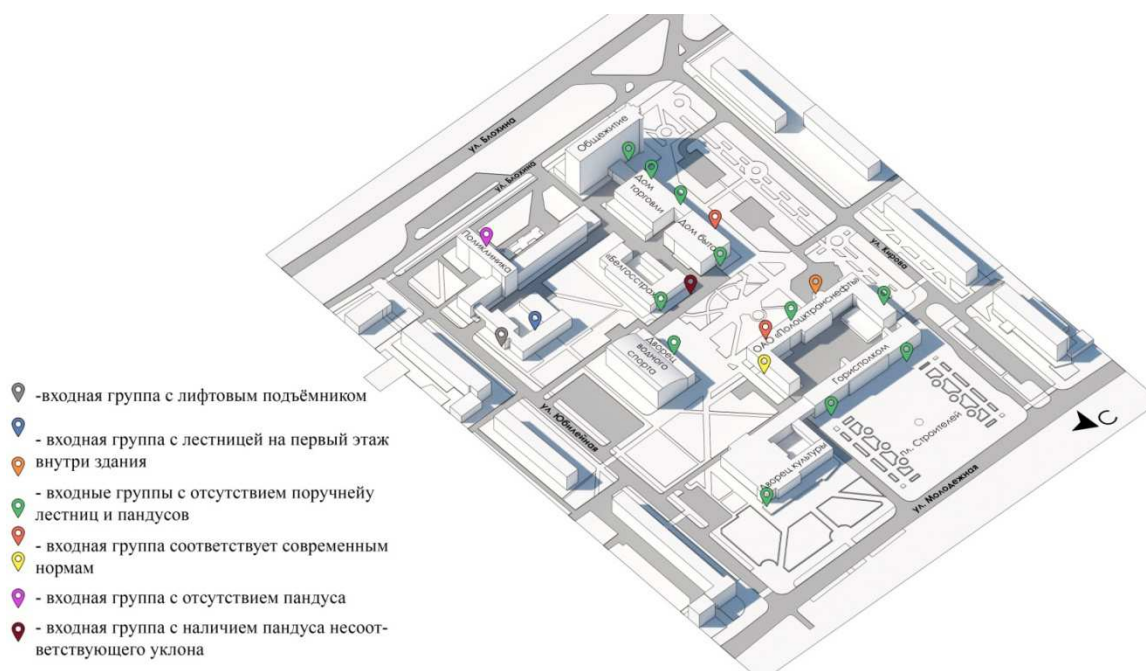 ул. Блохина
ул. Блохина
Общежитие
Дом
торговли
Дом быта
Поликлиника
«Белгосстрах»
ул. Кирова
ОАО «Полоцктранснефть»
Дворец
водного
спорта
Горисполком
ул. Юбилейная
пл. Строителей
Дворец культуры
ул. Молодежная
С
-входная группа с лифтовым подъёмником
- входная группа с лестницей на первый этаж
внутри здания
- входные группы с отсутствием поручнейу
лестниц и пандусов
- входная группа соответствует современным
нормам
- входная группа с отсутствием пандуса
- входная группа с наличием пандуса несоот-
ветствующего уклона